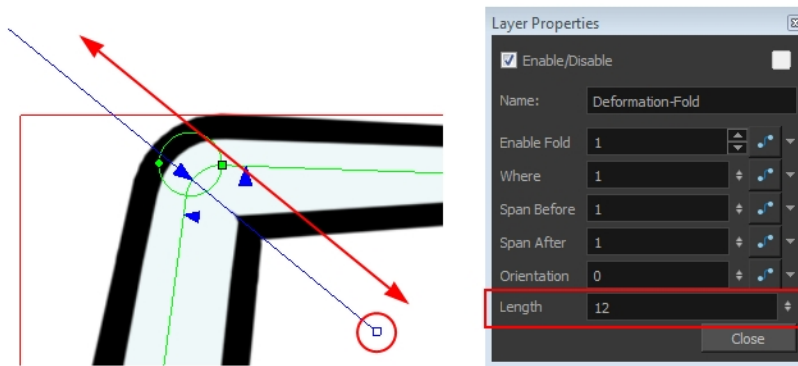 Layer Properties
Enable/Disable
Name: Deformation-Fold
Enable Fold 1
Where 1
Span Before 1
Span After 1
Orientation 0
Length 12
Close